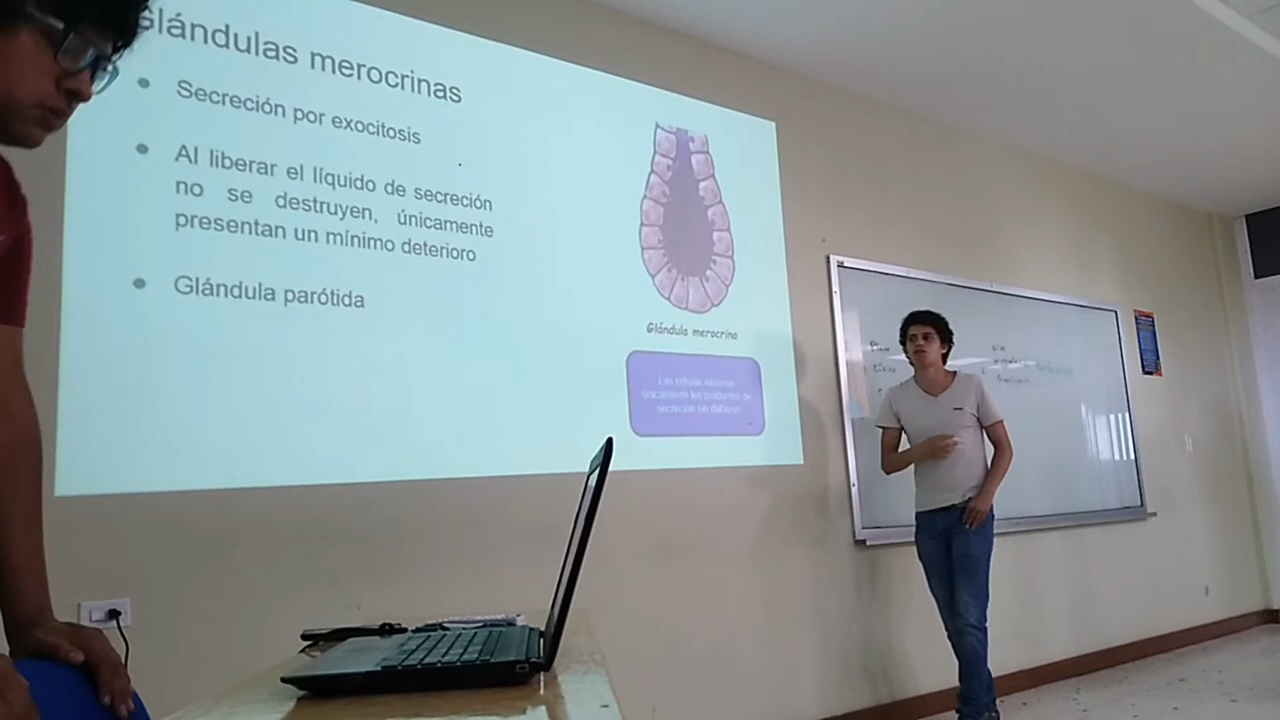 Glándulas merocrinas
● Secreción por exocitosis
● Al liberar el líquido de secreción
no se destruyen, únicamente
presentan un mínimo deterioro
● Glándula parótida
Glándula merocrina
Las células eliminan
únicamente los productos de
secreción sin dañarse